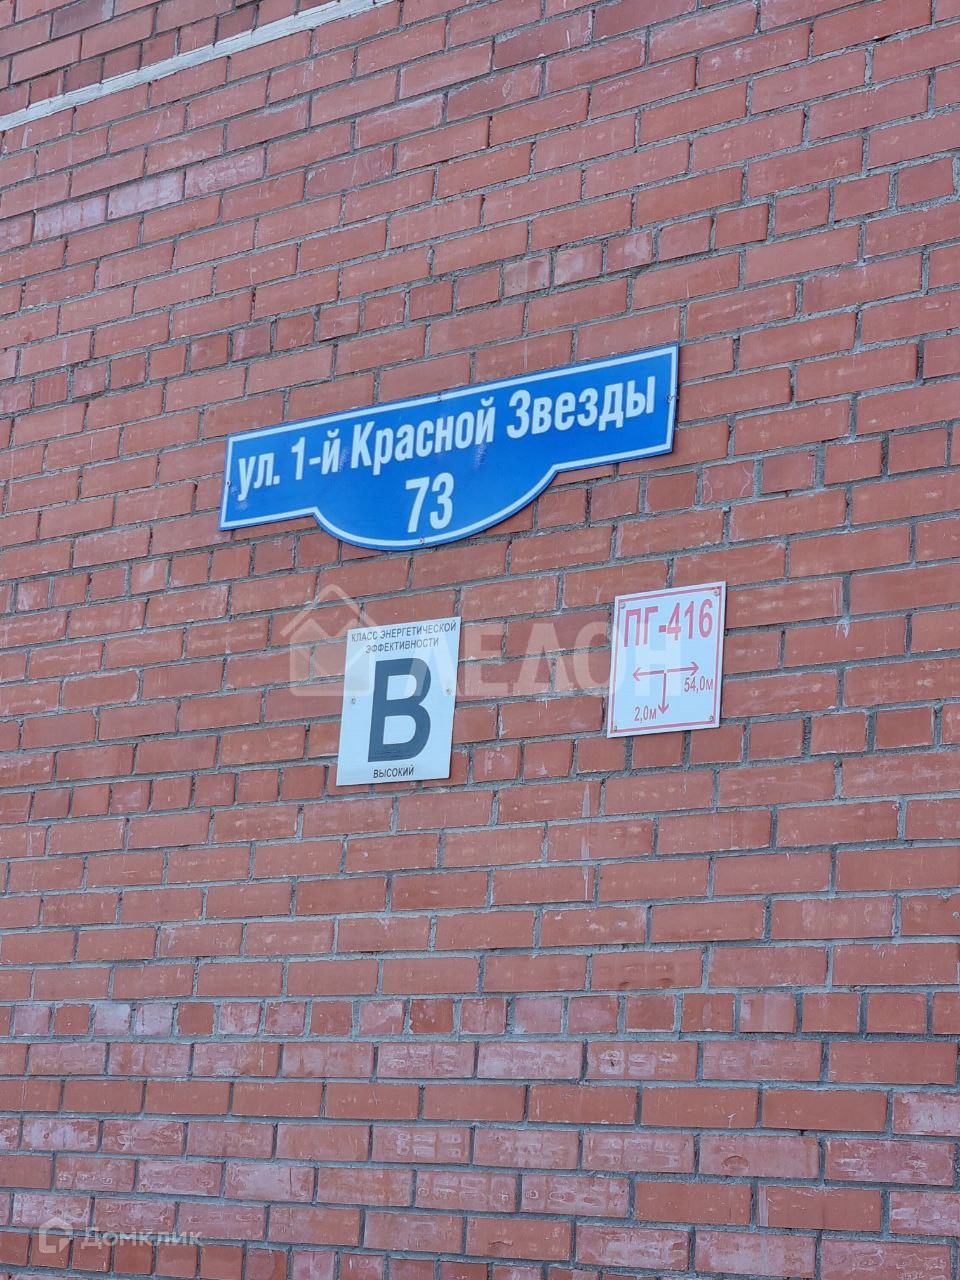 ул. 1-й Красной Звезды
73
КЛАСС ЭНЕРГЕТИЧЕСКОЙ
ЭФФЕКТИВНОСТИ
B
ВЫСОКИЙ
ПГ-416
54,0м
2,0м
ЛЕДОН
Домклик